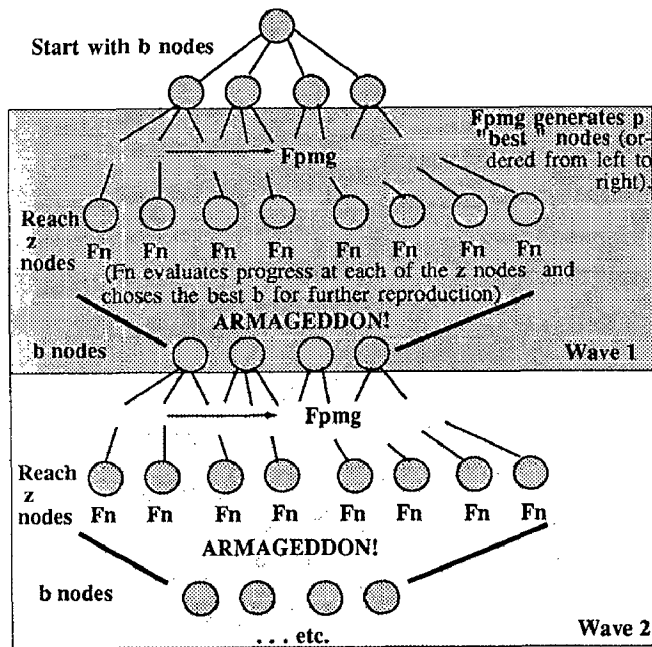 Start with b nodes
Fpmg generates p
"best" nodes (or-
dered from left to
right).
Fpmg
Reach
z
nodes
Fn Fn Fn Fn Fn Fn Fn Fn
(Fn evaluates progress at each of the z nodes and
choses the best b for further reproduction)
ARMAGEDDON!
b nodes
Wave 1
Fpmg
Reach
z
nodes
Fn Fn Fn Fn Fn Fn Fn Fn
ARMAGEDDON!
b nodes
. . . etc.
Wave 2